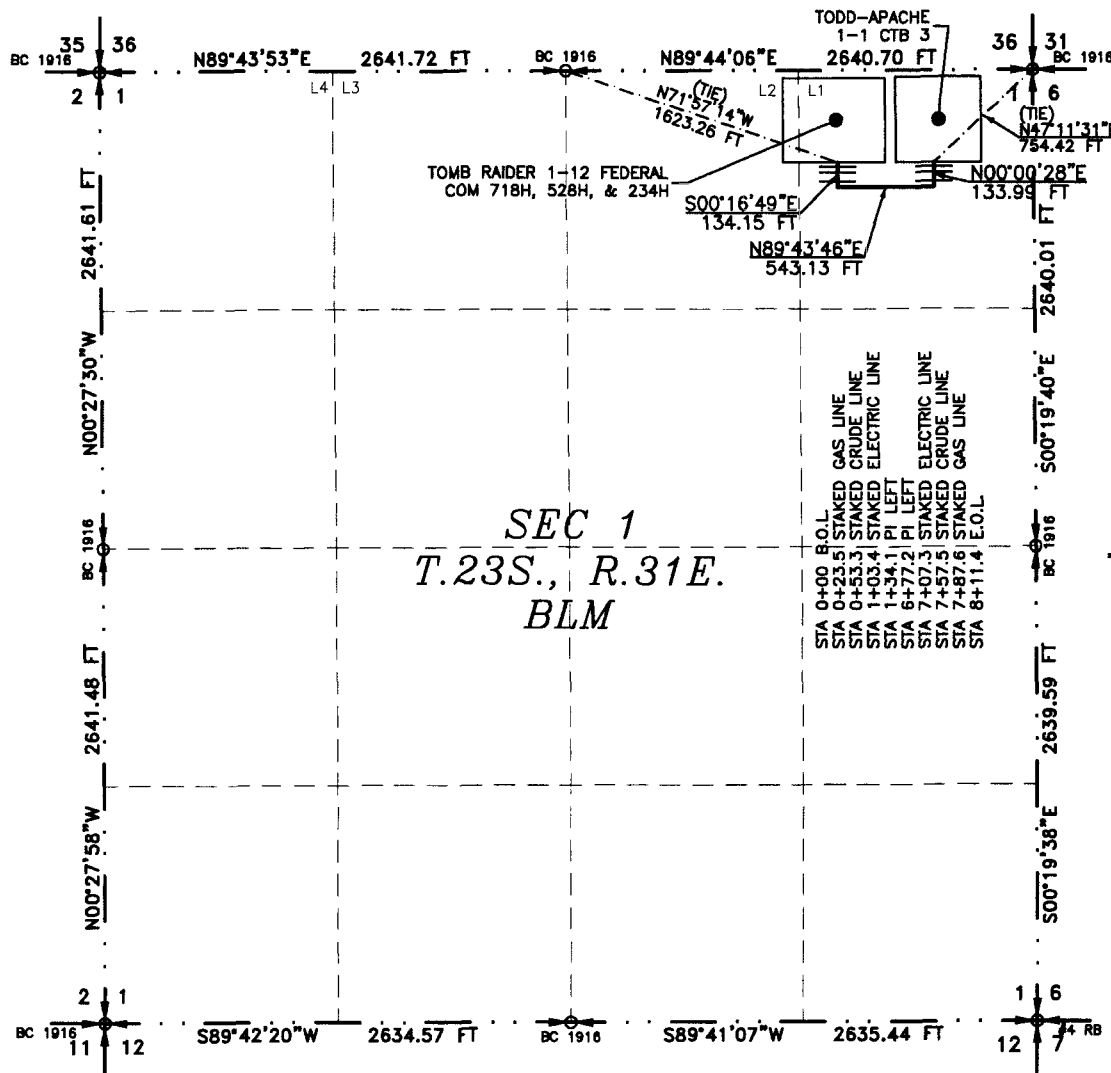 TODD-APACHE
1-1 CTB 3
35 36
BC 1916
2 1
N89°43'53"E 2641.72 FT
BC 1916
N89°44'06"E 2640.70 FT
36 31
BC 1916
1 6
L4 L3
L2 L1
(TIE)
N71°57'14"W
1623.26 FT
(TIE)
N47°11'31"
754.42 FT
TOMB RAIDER 1-12 FEDERAL
COM 718H, 528H, & 234H
S00°16'49"E
134.15 FT
N00°00'28"E
133.99 FT
N89°43'46"E
543.13 FT
N00°27'30"W 2641.61 FT
S00°19'40"E 2640.01 FT
STA 0+00 B.O.L.
STA 0+23.5 STAKED GAS LINE
STA 0+53.3 STAKED CRUDE LINE
STA 1+03.4 STAKED ELECTRIC LINE
STA 1+34.1 PI LEFT
STA 6+77.2 PI LEFT
STA 7+07.3 STAKED ELECTRIC LINE
STA 7+57.5 STAKED CRUDE LINE
STA 7+87.6 STAKED GAS LINE
STA 8+11.4 E.O.L.
BC 1916
SEC 1
T.23S., R.31E.
BLM
BC 1916
N00°27'58"W 2641.48 FT
S00°19'38"E 2639.59 FT
2 1
BC 1916
11 12
S89°42'20"W 2634.57 FT
BC 1916
S89°41'07"W 2635.44 FT
1 6
RB
12 7